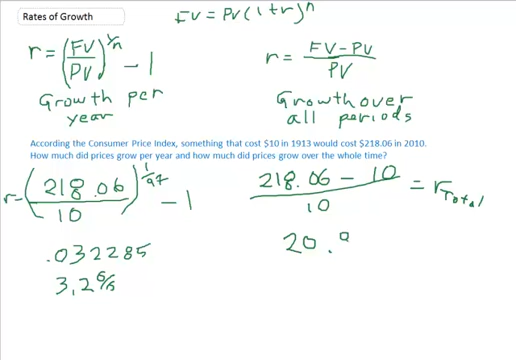 Rates of Growth
FV = PV(1+r)^n
r = (FV/PV)^1/n - 1
r = FV-PV/PV
Growth per
year
Growth over
all periods
According to the Consumer Price Index, something that cost $10 in 1913 would cost $218.06 in 2010.
How much did prices grow per year and how much did prices grow over the whole time?
r = (218.06/10)^1/97 - 1
218.06 - 10/10 = r Total
.032285
3.2%
20.8